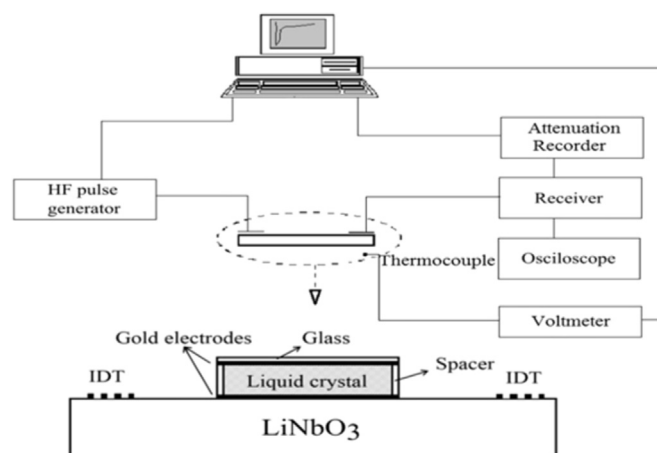 Attenuation
Recorder
HF pulse
generator
Receiver
Thermocouple
Osciloscope
Voltmeter
Gold electrodes
Glass
Spacer
IDT
Liquid crystal
IDT
LiNbO3